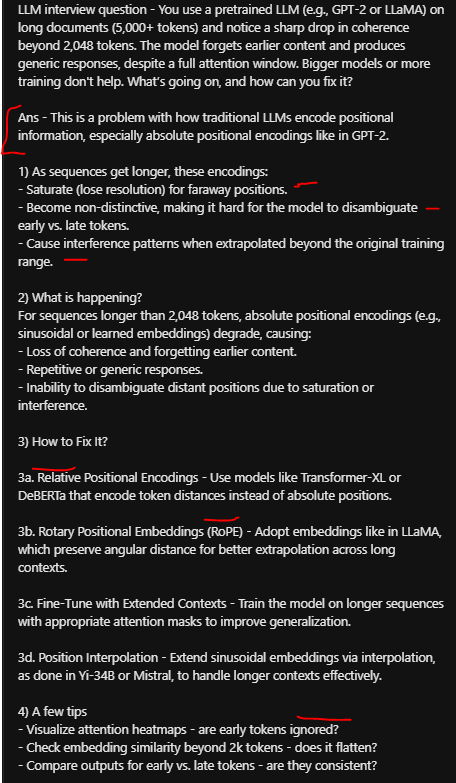 LLM interview question - You use a pretrained LLM (e.g., GPT-2 or LLaMA) on
long documents (5,000+ tokens) and notice a sharp drop in coherence
beyond 2,048 tokens. The model forgets earlier content and produces
generic responses, despite a full attention window. Bigger models or more
training don't help. What's going on, and how can you fix it?
Ans - This is a problem with how traditional LLMs encode positional
information, especially absolute positional encodings like in GPT-2.
1) As sequences get longer, these encodings:
- Saturate (lose resolution) for faraway positions.
- Become non-distinctive, making it hard for the model to disambiguate
early vs. late tokens.
- Cause interference patterns when extrapolated beyond the original training
range.
2) What is happening?
For sequences longer than 2,048 tokens, absolute positional encodings (e.g.,
sinusoidal or learned embeddings) degrade, causing:
- Loss of coherence and forgetting earlier content.
- Repetitive or generic responses.
- Inability to disambiguate distant positions due to saturation or
interference.
3) How to Fix It?
3a. Relative Positional Encodings - Use models like Transformer-XL or
DeBERTa that encode token distances instead of absolute positions.
3b. Rotary Positional Embeddings (RoPE) - Adopt embeddings like in LLaMA,
which preserve angular distance for better extrapolation across long
contexts.
3c. Fine-Tune with Extended Contexts - Train the model on longer sequences
with appropriate attention masks to improve generalization.
3d. Position Interpolation - Extend sinusoidal embeddings via interpolation,
as done in Yi-34B or Mistral, to handle longer contexts effectively.
4) A few tips
- Visualize attention heatmaps - are early tokens ignored?
- Check embedding similarity beyond 2k tokens - does it flatten?
- Compare outputs for early vs. late tokens - are they consistent?